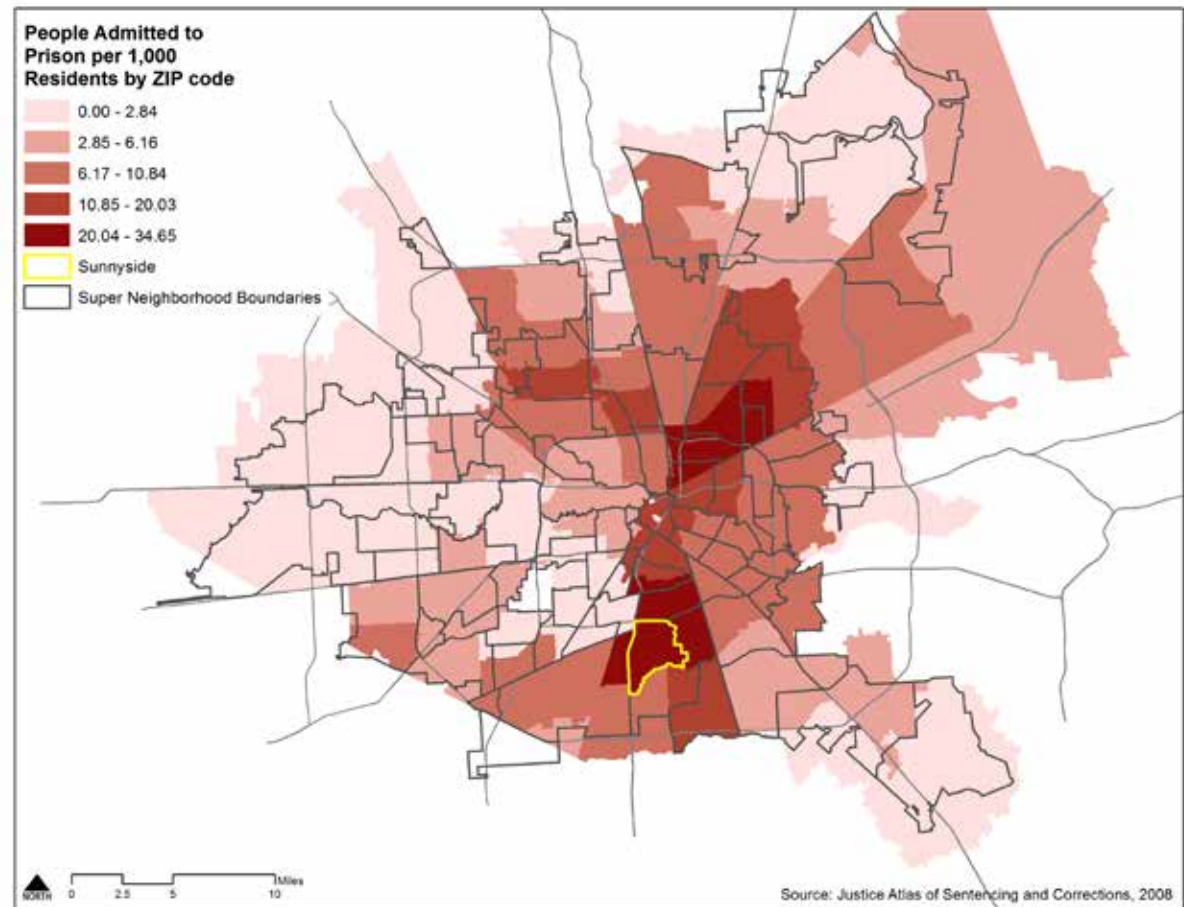 People Admitted to
Prison per 1,000
Residents by ZIP code
0.00 - 2.84
2.85 - 6.16
6.17 - 10.84
10.85 - 20.03
20.04 - 34.65
Sunnyside
Super Neighborhood Boundaries
NORTH
0 2.5 5 10 Miles
Source: Justice Atlas of Sentencing and Corrections, 2008